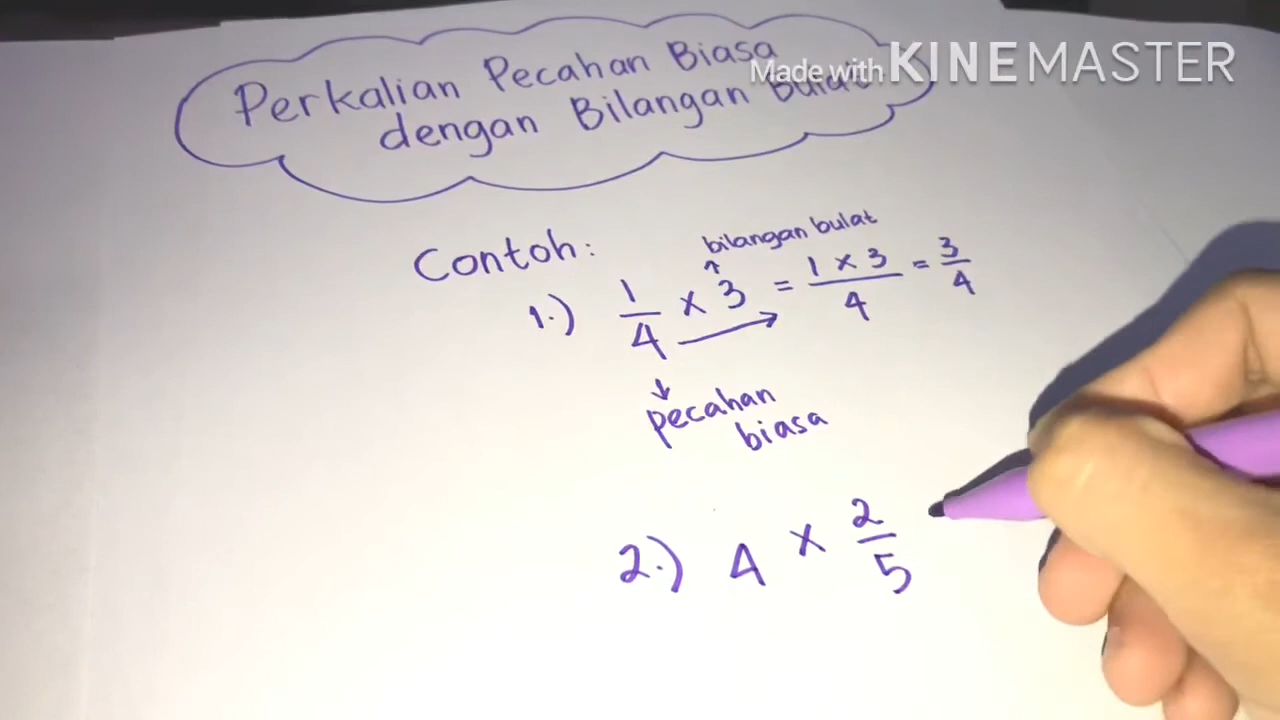 Perkalian Pecahan Biasa
dengan Bilangan Bulat
Made with KINEMASTER
Contoh:
bilangan bulat
1.) 1/4 × 3 = 1 × 3/4 = 3/4
pecahan
biasa
2.) 4 × 2/5